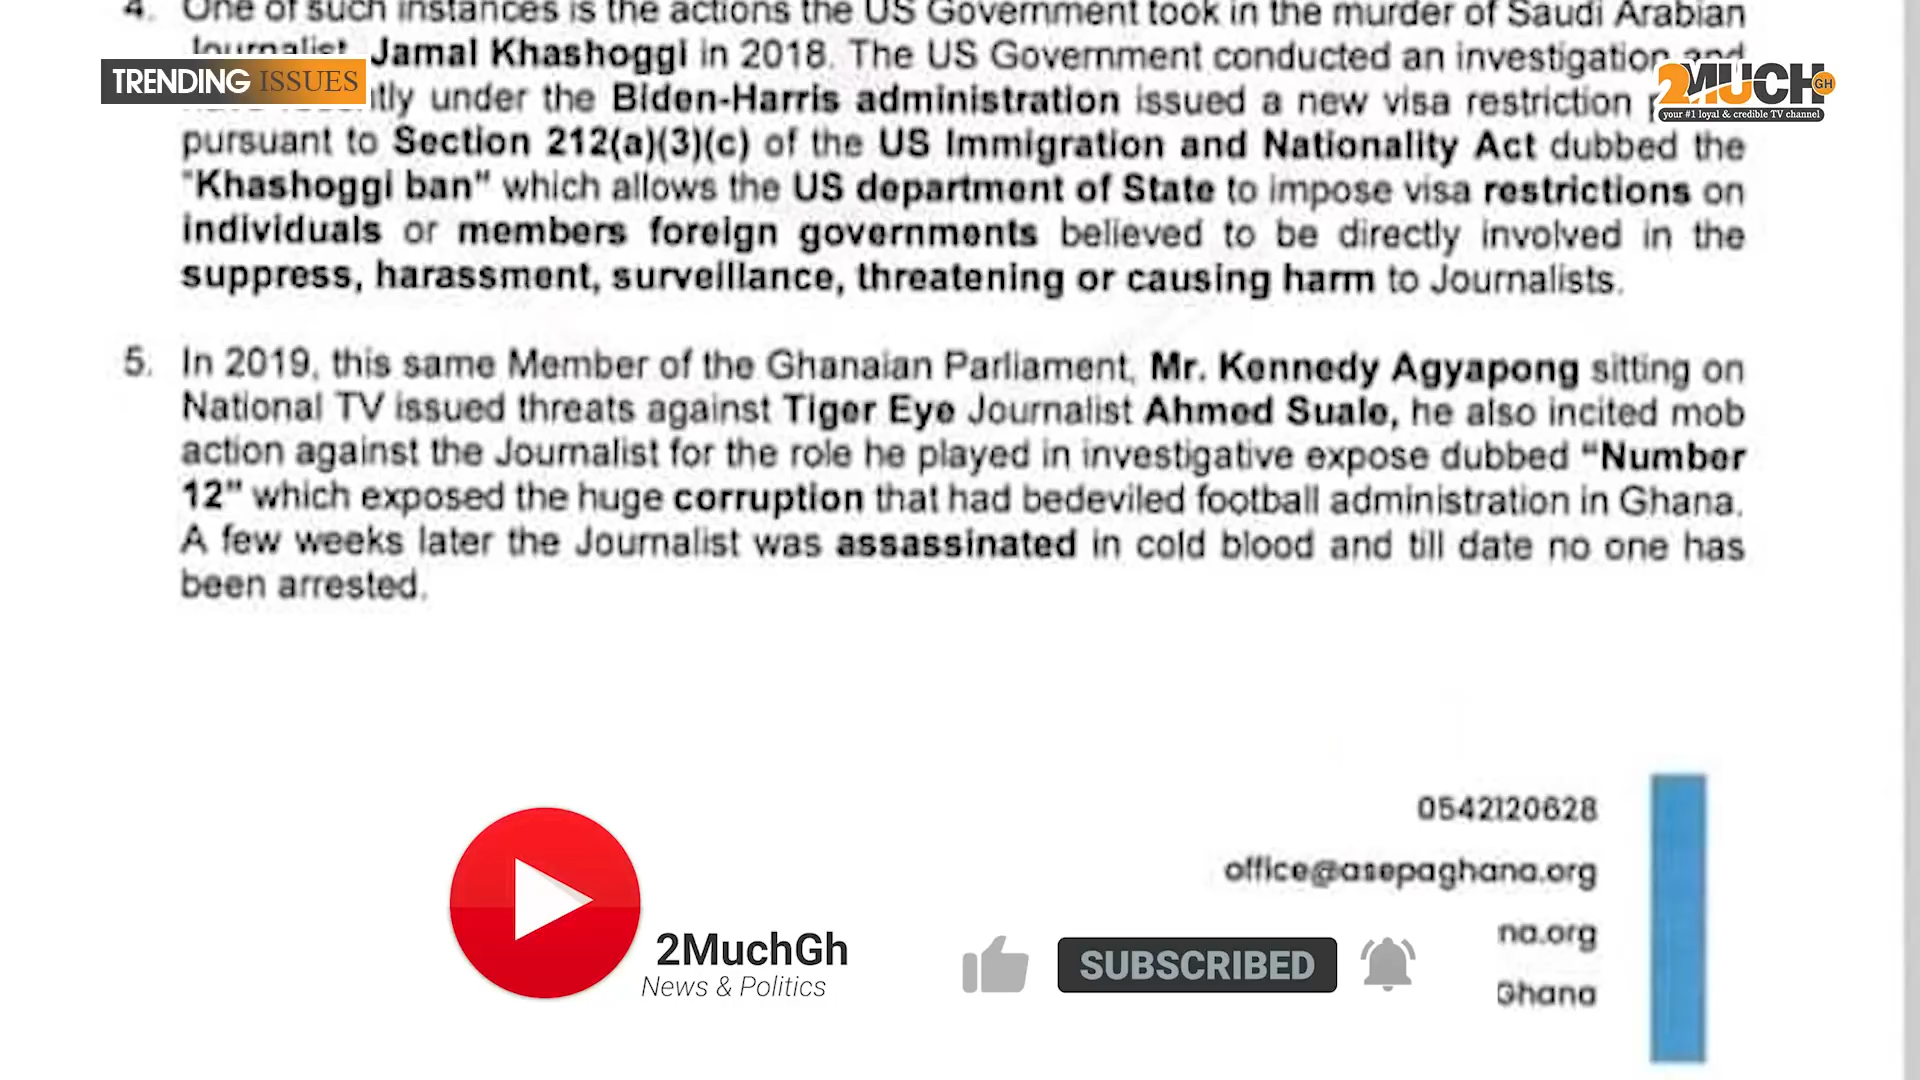 4. One of such instances is the actions the US Government took in the murder of Saudi Arabian
Journalist, Jamal Khashoggi in 2018. The US Government conducted an investigation and
TRENDING ISSUES
2MUCH GH
your #1 loyal & credible TV channel
under the Biden-Harris administration issued a new visa restriction
pursuant to Section 212(a)(3)(c) of the US Immigration and Nationality Act dubbed the
"Khashoggi ban" which allows the US department of State to impose visa restrictions on
individuals or members foreign governments believed to be directly involved in the
suppress, harassment, surveillance, threatening or causing harm to Journalists.
5. In 2019, this same Member of the Ghanaian Parliament, Mr. Kennedy Agyapong sitting on
National TV issued threats against Tiger Eye Journalist Ahmed Suale, he also incited mob
action against the Journalist for the role he played in investigative expose dubbed "Number
12" which exposed the huge corruption that had bedeviled football administration in Ghana.
A few weeks later the Journalist was assassinated in cold blood and till date no one has
been arrested.
0542120628
office@asepaghana.org
na.org
Ghana
2MuchGh
News & Politics
SUBSCRIBED